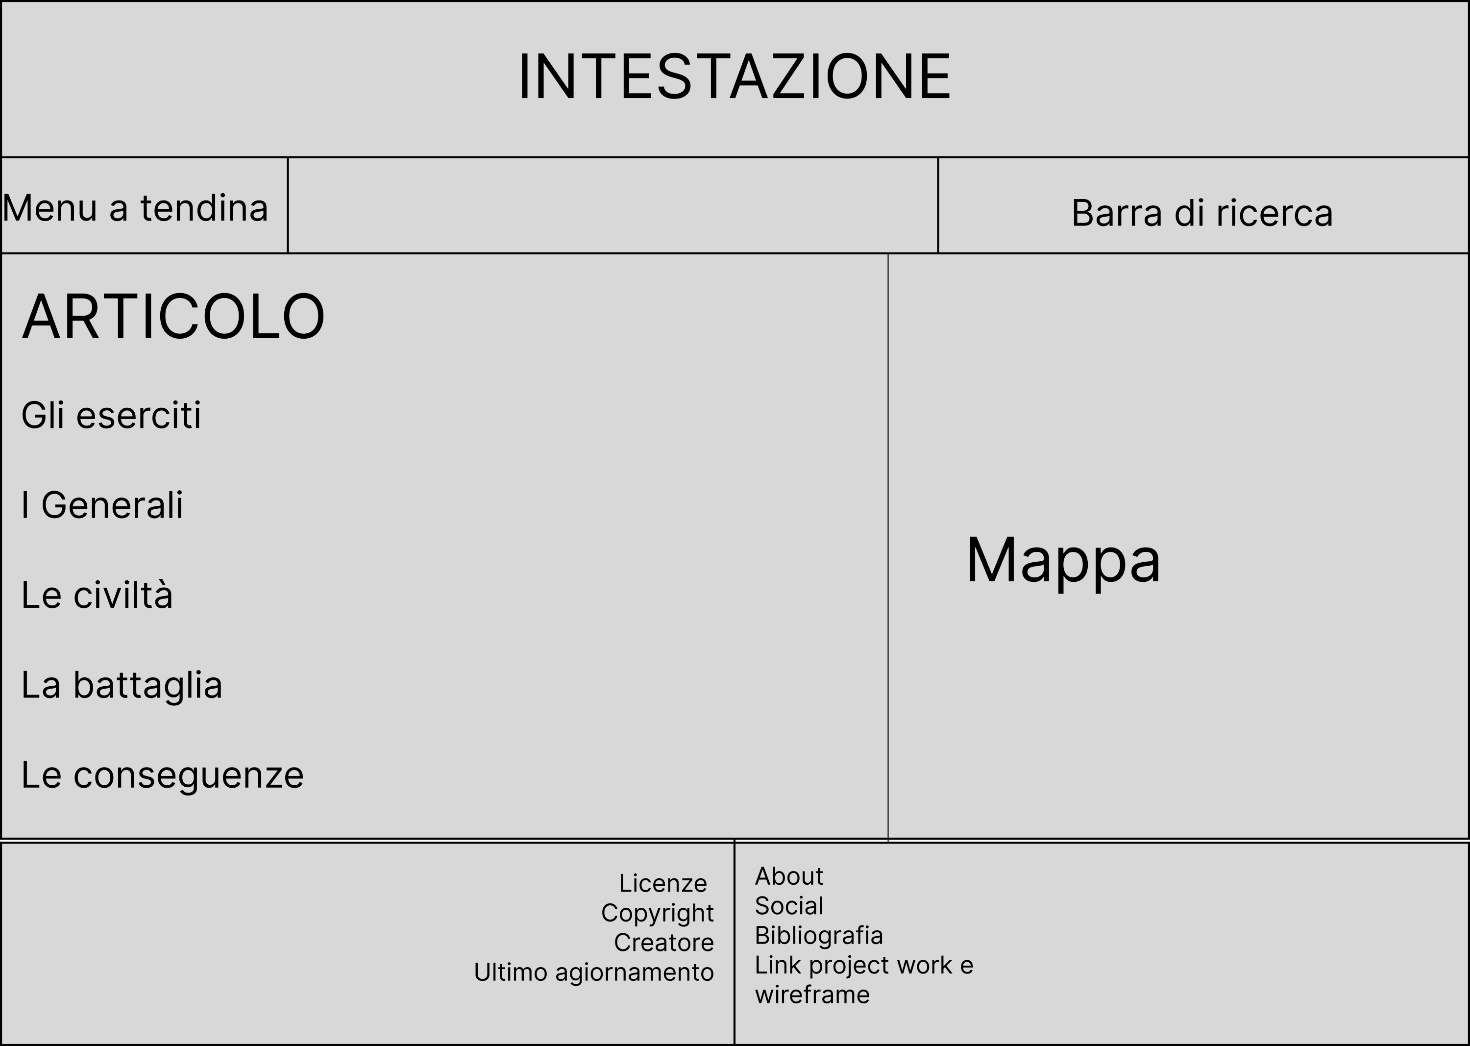 INTESTAZIONE
Menu a tendina
Barra di ricerca
ARTICOLO
Gli eserciti
I Generali
Le civiltà
La battaglia
Le conseguenze
Mappa
Licenze
Copyright
Creatore
Ultimo agiornamento
About
Social
Bibliografia
Link project work e
wireframe